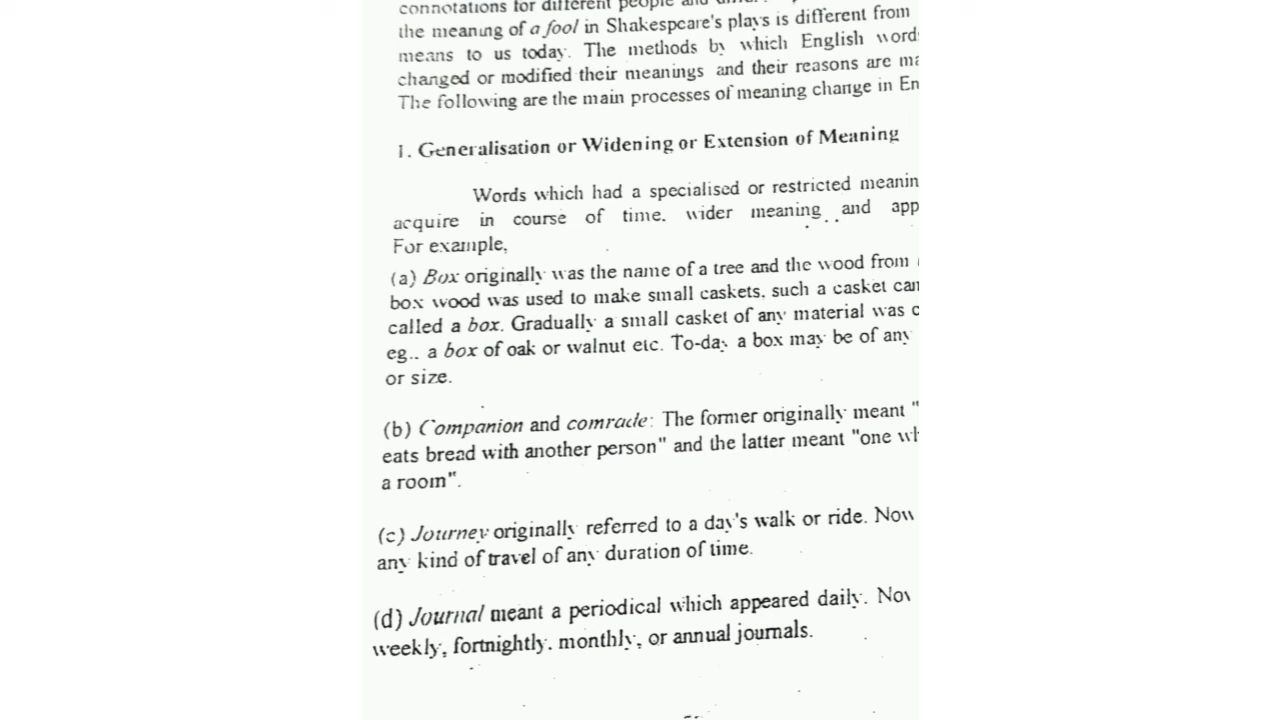 connotations for different people and
the meaning of a fool in Shakespeare's plays is different from
means to us today. The methods by which English word
changed or modified their meanings and their reasons are
The following are the main processes of meaning change in En
1. Generalisation or Widening or Extension of Meaning
Words which had a specialised or restricted meanin
acquire in course of time. wider meaning and app
For example,
(a) Box originally was the name of a tree and the wood from
box wood was used to make small caskets, such a casket
called a box. Gradually a small casket of any material was
eg.. a box of oak or walnut etc. To-day a box may be of any
or size.
(b) Companion and comrade: The former originally meant "
eats bread with another person" and the latter meant "one
a room".
(c) Journey originally referred to a day's walk or ride. Now
any kind of travel of any duration of time.
(d) Journal meant a periodical which appeared daily.
weekly, fortnightly. monthly, or annual journals.